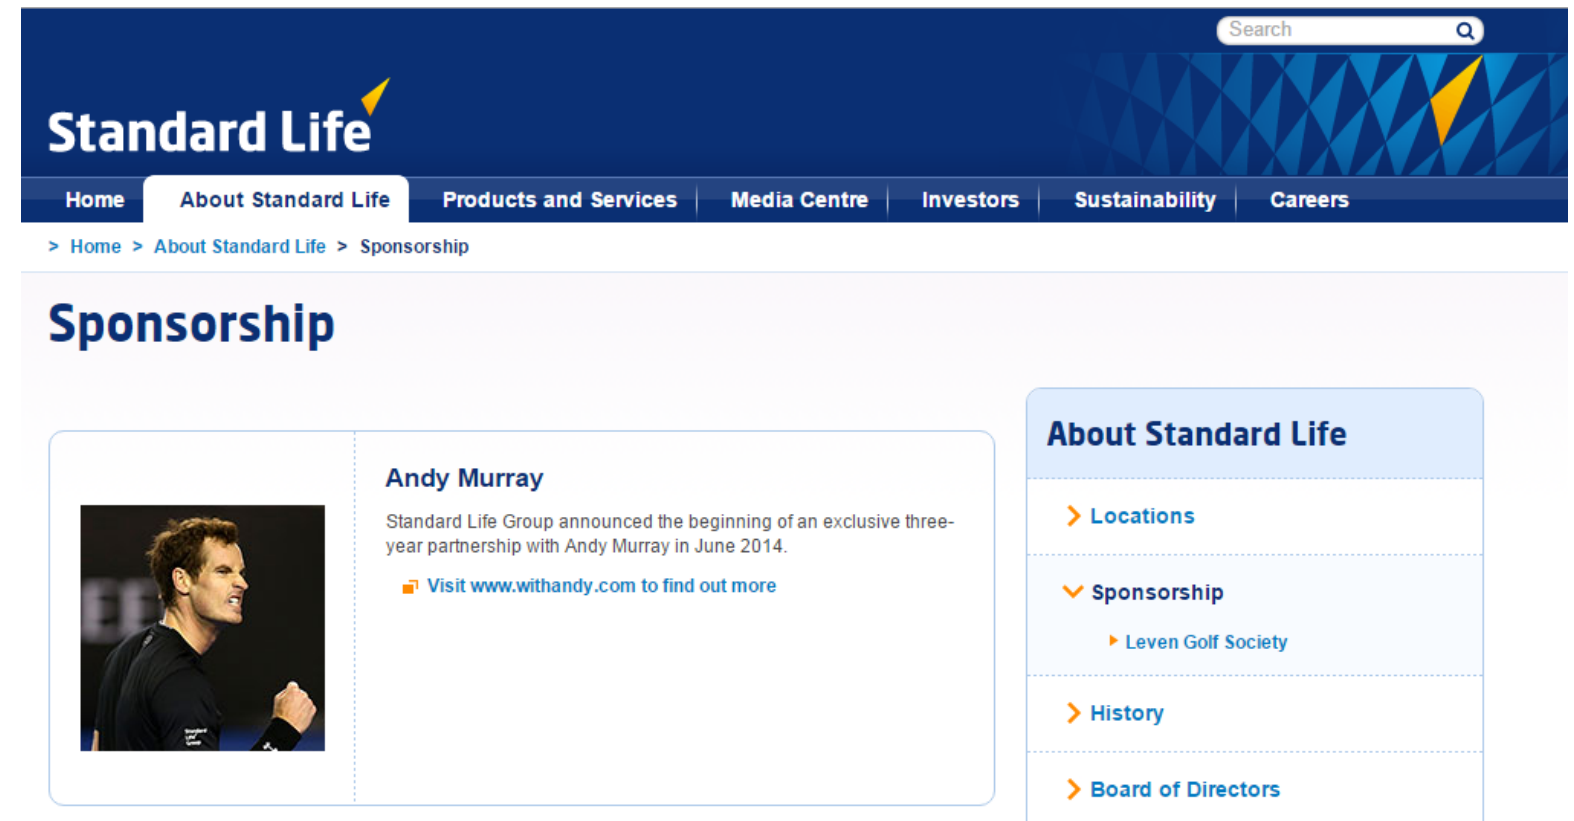 Search
Standard Life
Home About Standard Life Products and Services Media Centre Investors Sustainability Careers
> Home > About Standard Life > Sponsorship
Sponsorship
Andy Murray
Standard Life Group announced the beginning of an exclusive three-
year partnership with Andy Murray in June 2014.
Visit www.withandy.com to find out more
Standard
Life
Group
About Standard Life
Locations
Sponsorship
Leven Golf Society
History
Board of Directors